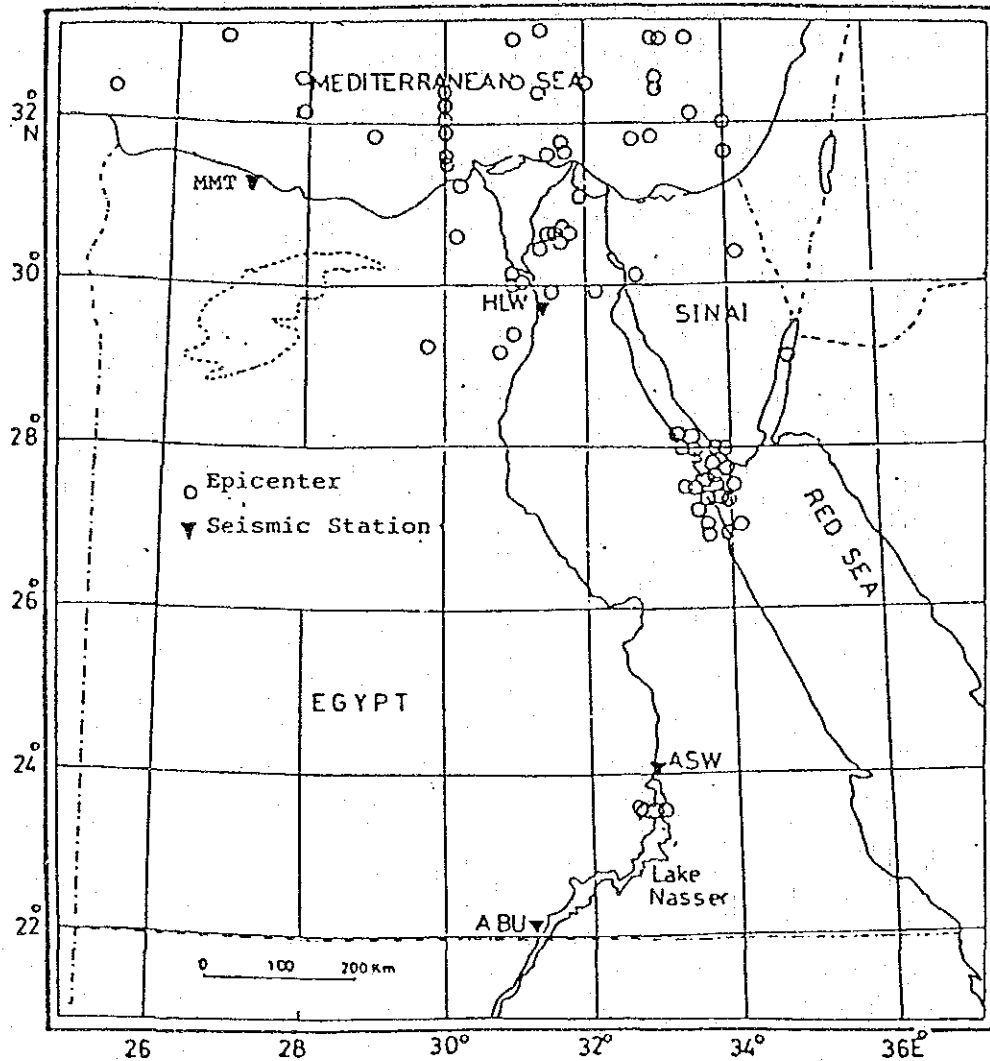 MEDITERRANEAN SEA
32°
N
MMT
30°
HLW
SINAI
28°
Epicenter
Seismic Station
RED SEA
26°
EGYPT
24°
ASW
Lake
Nasser
22°
ABU
0 100 200 Km
26 28 30° 32° 34° 36°E